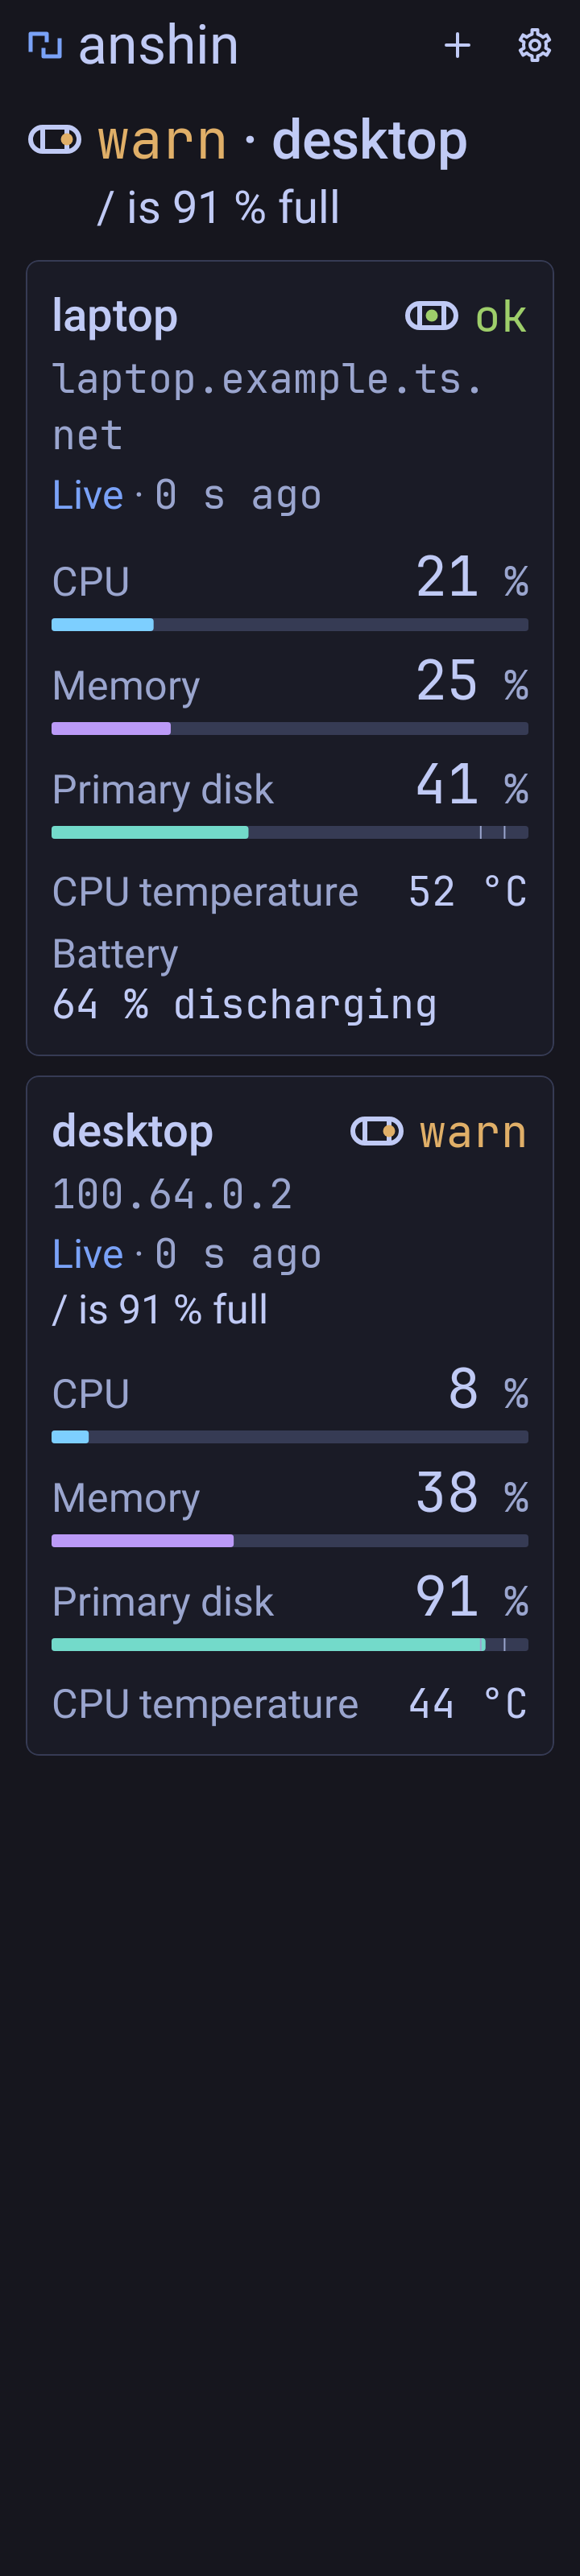 anshin
warn · desktop
/ is 91 % full
laptop ok
laptop.example.ts.
net
Live · 0 s ago
CPU 21 %
Memory 25 %
Primary disk 41 %
CPU temperature 52 °C
Battery
64 % discharging
desktop warn
100.64.0.2
Live · 0 s ago
/ is 91 % full
CPU 8 %
Memory 38 %
Primary disk 91 %
CPU temperature 44 °C